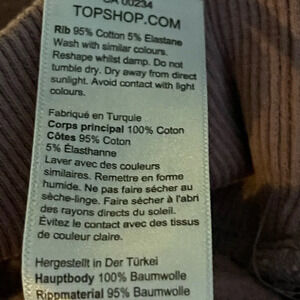 CA 00234
TOPSHOP.COM
Rib 95% Cotton 5% Elastane
Wash with similar colours.
Reshape whilst damp. Do not
tumble dry. Dry away from direct
sunlight. Avoid contact with light
colours.
Fabriqué en Turquie
Corps principal 100% Coton
Côtes 95% Coton
5% Élasthanne
Laver avec des couleurs
similaires. Remettre en forme
humide. Ne pas faire sécher au
sèche-linge. Faire sécher à l'abri
des rayons directs du soleil.
Évitez le contact avec des tissus
de couleur claire.
Hergestellt in Der Türkei
Hauptbody 100% Baumwolle
Rippmaterial 95% Baumwolle